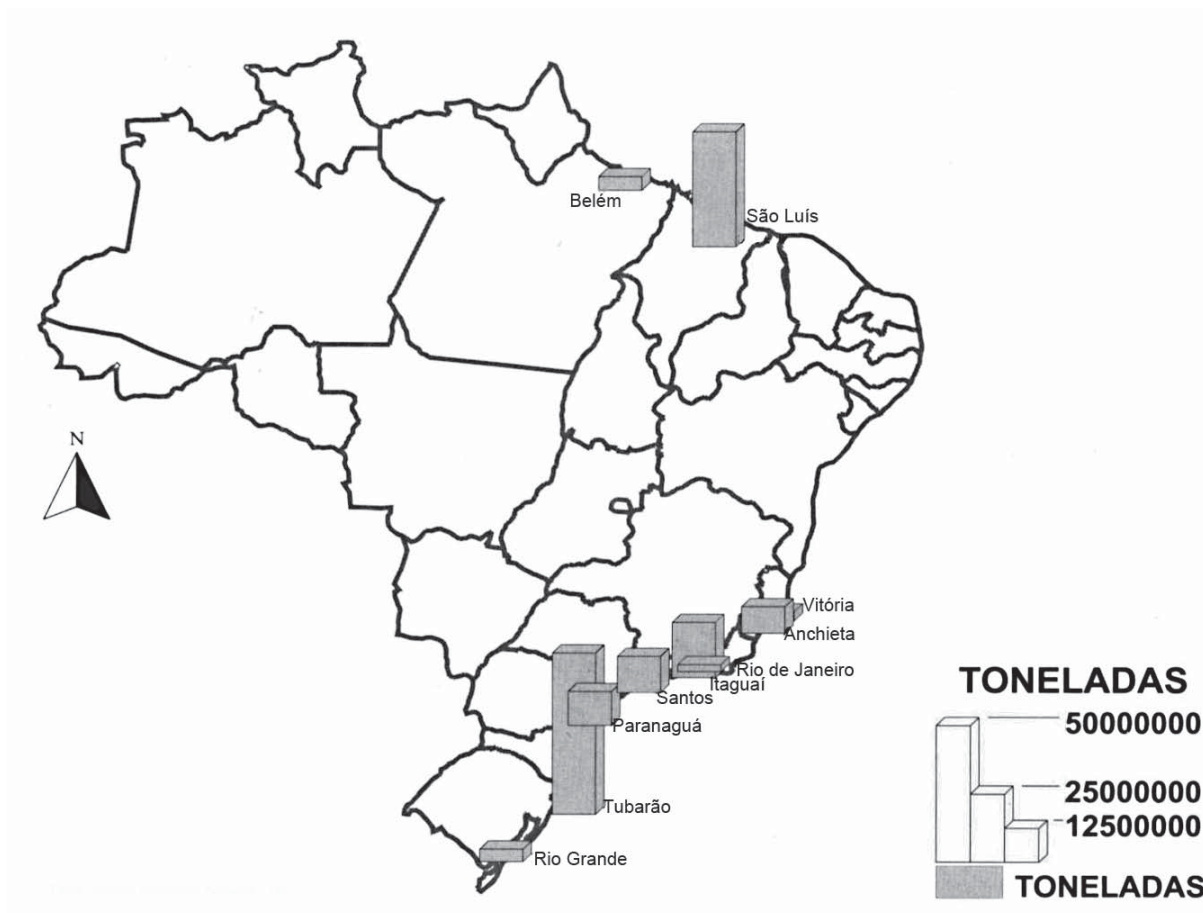 Belém
São Luís
N
Vitória
Anchieta
Rio de Janeiro
Itaguaí
Santos
Paranaguá
Tubarão
Rio Grande
TONELADAS
50000000
25000000
12500000
TONELADAS